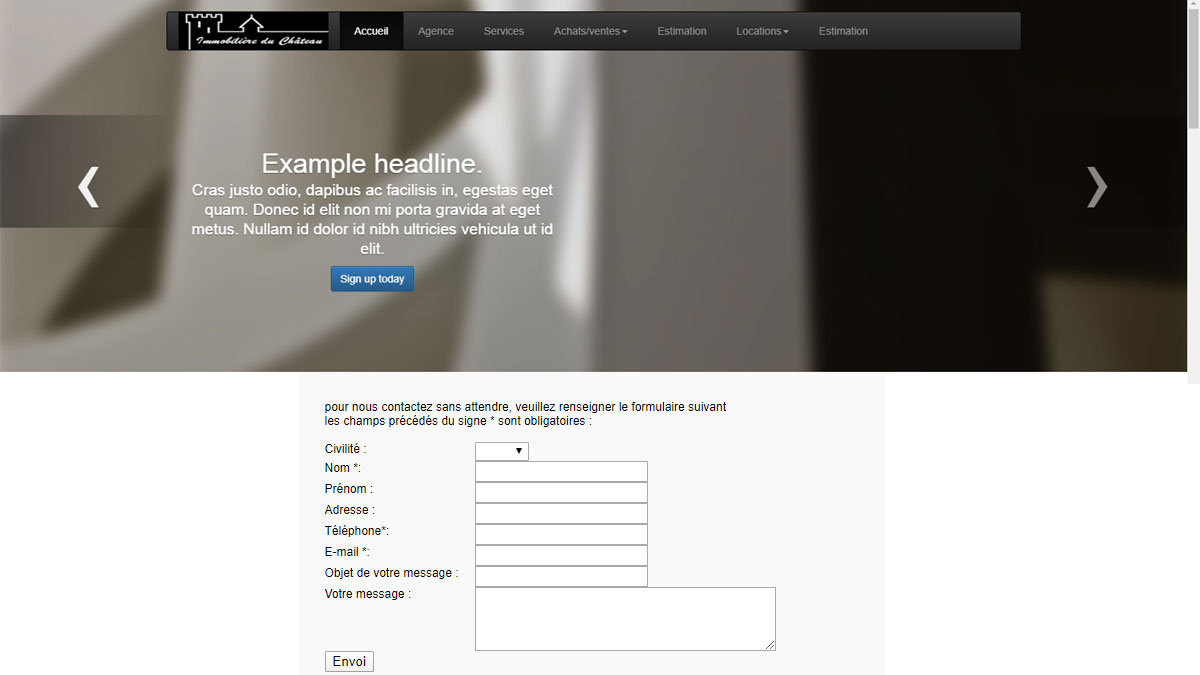 Immobilière du Château
Accueil Agence Services Achats/ventes Estimation Locations Estimation
Example headline.
Cras justo odio, dapibus ac facilisis in, egestas eget
quam. Donec id elit non mi porta gravida at eget
metus. Nullam id dolor id nibh ultricies vehicula ut id
elit.
Sign up today
pour nous contactez sans attendre, veuillez renseigner le formulaire suivant
les champs précédés du signe * sont obligatoires :
Civilité :
Nom *:
Prénom :
Adresse :
Téléphone*:
E-mail *:
Objet de votre message :
Votre message :
Envoi